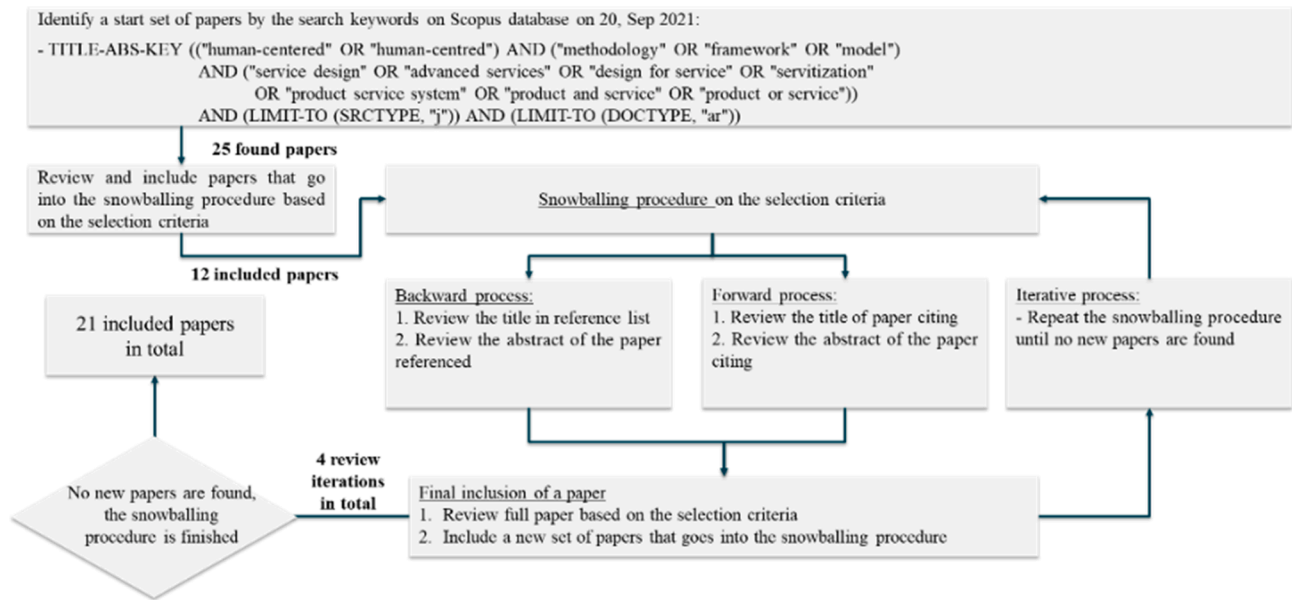 Identify a start set of papers by the search keywords on Scopus database on 20, Sep 2021:
- TITLE-ABS-KEY (("human-centered" OR "human-centred") AND ("methodology" OR "framework" OR "model")
AND ("service design" OR "advanced services" OR "design for service" OR "servitization"
OR "product service system" OR "product and service" OR "product or service"))
AND (LIMIT-TO (SRCTYPE, "j")) AND (LIMIT-TO (DOCTYPE, "ar"))
25 found papers
Review and include papers that go
into the snowballing procedure based
on the selection criteria
12 included papers
Snowballing procedure on the selection criteria
Backward process:
1. Review the title in reference list
2. Review the abstract of the paper
referenced
Forward process:
1. Review the title of paper citing
2. Review the abstract of the paper
citing
Iterative process:
- Repeat the snowballing procedure
until no new papers are found
Final inclusion of a paper
1. Review full paper based on the selection criteria
2. Include a new set of papers that goes into the snowballing procedure
4 review
iterations
in total
No new papers are found,
the snowballing
procedure is finished
21 included papers
in total